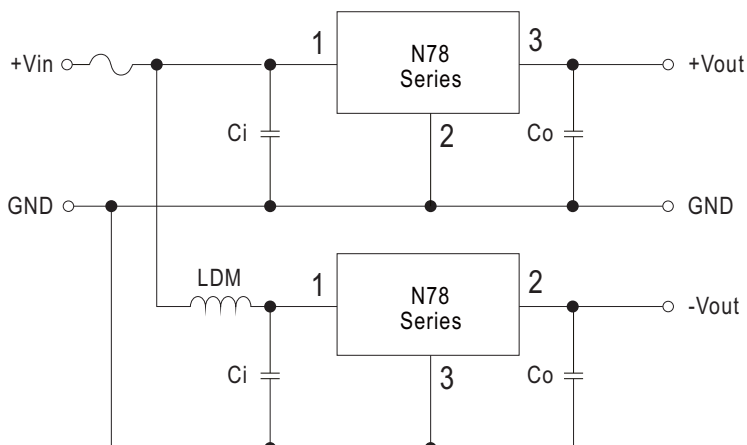 1
N78
Series
3
+Vin
+Vout
Ci
2
Co
GND
GND
LDM
1
N78
Series
2
-Vout
Ci
3
Co